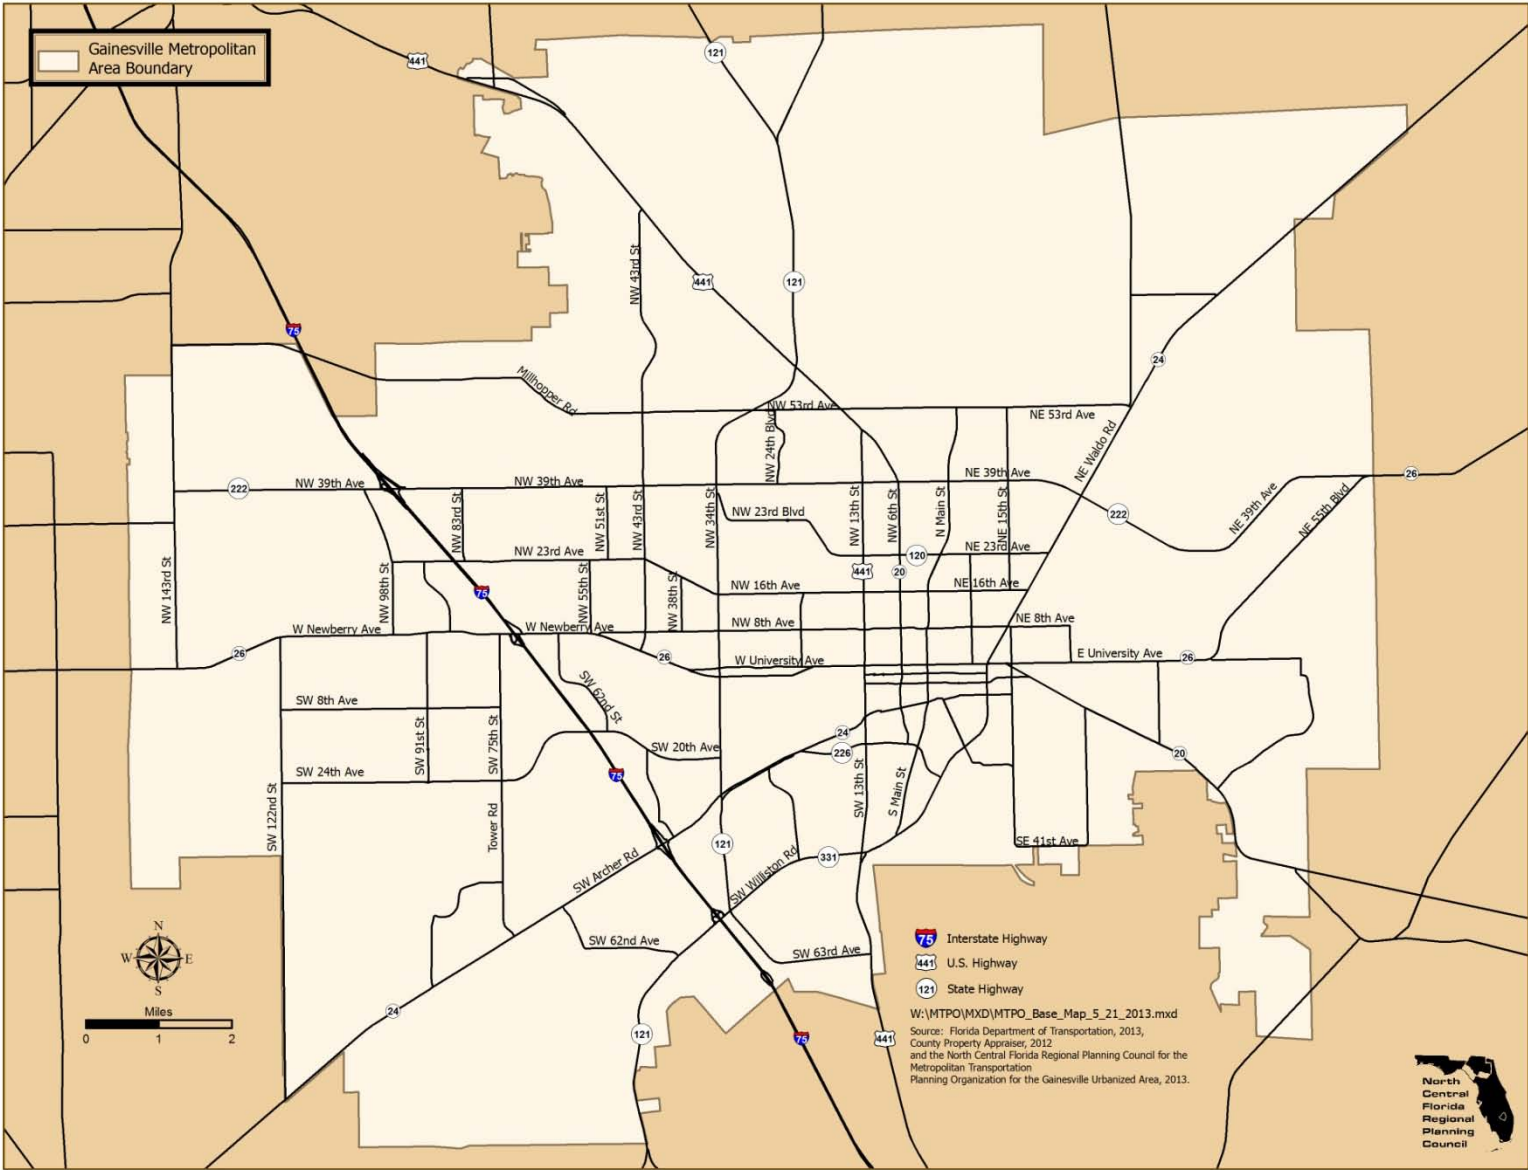 Gainesville Metropolitan
Area Boundary
441
121
75
NW 43rd St
441
121
24
Millhopper Rd
NW 53rd Ave
NE 53rd Ave
NW 24th Blvd
NE Waldo Rd
222
NW 39th Ave
NW 39th Ave
NE 39th Ave
26
NW 83rd St
NW 51st St
NW 43rd St
NW 34th St
NW 23rd Blvd
NW 13th St
NW 6th St
N Main St
NE 15th St
222
NE 39th Ave
NE 55th Blvd
NW 23rd Ave
120
NE 23rd Ave
NW 143rd St
NW 98th St
75
NW 55th St
NW 38th St
NW 16th Ave
441
20
NE 16th Ave
W Newberry Ave
W Newberry Ave
NW 8th Ave
NE 8th Ave
26
26
W University Ave
E University Ave
26
SW 62nd St
SW 8th Ave
SW 91st St
SW 75th St
24
SW 20th Ave
226
20
SW 24th Ave
75
SW 122nd St
SW 13th St
S Main St
Tower Rd
121
SE 41st Ave
SW Archer Rd
SW Williston Rd
331
SW 62nd Ave
SW 63rd Ave
N
W
E
S
Miles
0
1
2
24
121
75
441
75
Interstate Highway
441
U.S. Highway
121
State Highway
W:\MTPO\MXD\MTPO_Base_Map_5_21_2013.mxd
Source: Florida Department of Transportation, 2013,
County Property Appraiser, 2012
and the North Central Florida Regional Planning Council for the
Metropolitan Transportation
Planning Organization for the Gainesville Urbanized Area, 2013.
North
Central
Florida
Regional
Planning
Council